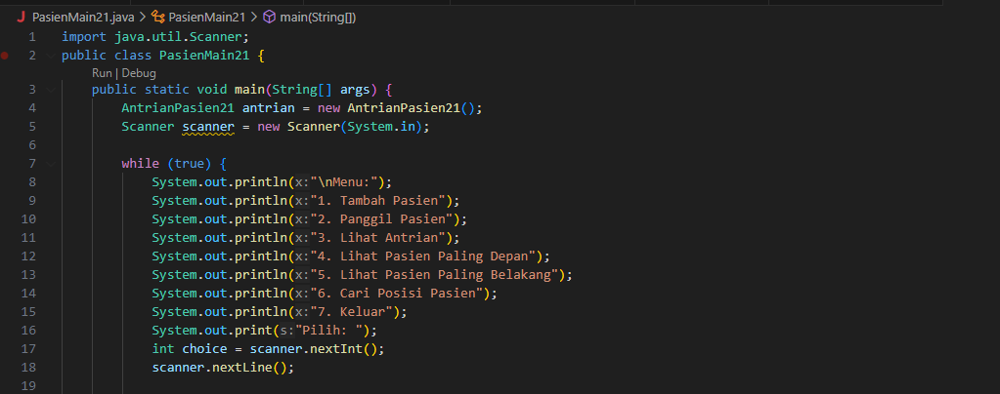 PasienMain21.java > PasienMain21 > main(String[])
1 import java.util.Scanner;
2 public class PasienMain21 {
Run | Debug
3 public static void main(String[] args) {
4 AntrianPasien21 antrian = new AntrianPasien21();
5 Scanner scanner = new Scanner(System.in);
6
7 while (true) {
8 System.out.println(x:"\nMenu:");
9 System.out.println(x:"1. Tambah Pasien");
10 System.out.println(x:"2. Panggil Pasien");
11 System.out.println(x:"3. Lihat Antrian");
12 System.out.println(x:"4. Lihat Pasien Paling Depan");
13 System.out.println(x:"5. Lihat Pasien Paling Belakang");
14 System.out.println(x:"6. Cari Posisi Pasien");
15 System.out.println(x:"7. Keluar");
16 System.out.print(s:"Pilih: ");
17 int choice = scanner.nextInt();
18 scanner.nextLine();
19